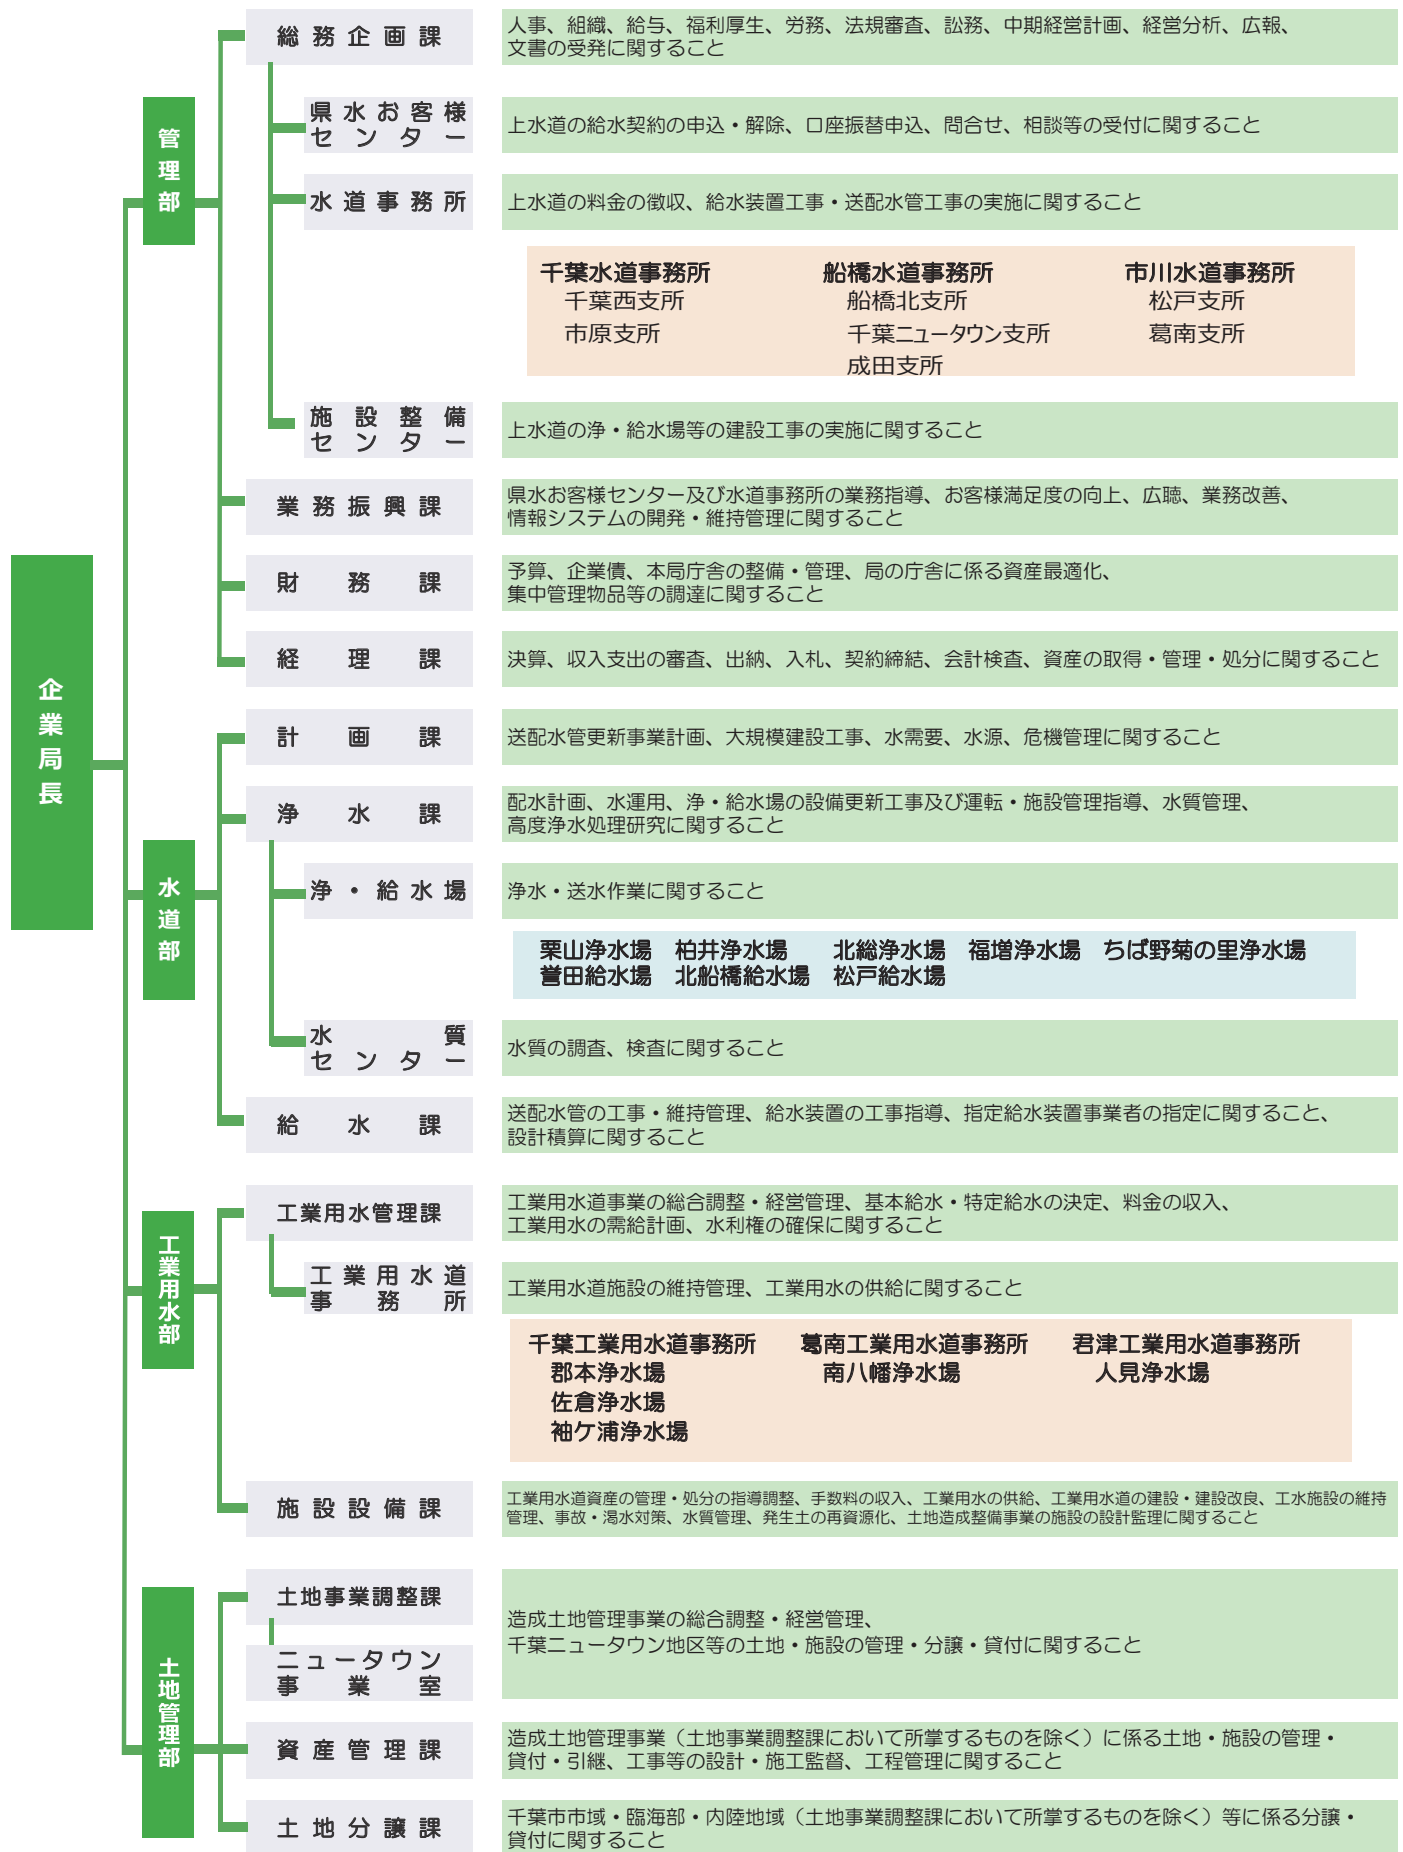 企業局長
管理部
総務企画課
人事、組織、給与、福利厚生、労務、法規審査、訟務、中期経営計画、経営分析、広報、
文書の受発に関すること
県水お客様
センター
上水道の給水契約の申込・解除、口座振替申込、問合せ、相談等の受付に関すること
水道事務所
上水道の料金の徴収、給水装置工事・送配水管工事の実施に関すること
千葉水道事務所 船橋水道事務所 市川水道事務所
千葉西支所 船橋北支所 松戸支所
市原支所 千葉ニュータウン支所 葛南支所
成田支所
施設整備
センター
上水道の浄・給水場等の建設工事の実施に関すること
業務振興課
県水お客様センター及び水道事務所の業務指導、お客様満足度の向上、広聴、業務改善、
情報システムの開発・維持管理に関すること
財務課
予算、企業債、本局庁舎の整備・管理、局の庁舎に係る資産最適化、
集中管理物品等の調達に関すること
経理課
決算、収入支出の審査、出納、入札、契約締結、会計検査、資産の取得・管理・処分に関すること
水道部
計画課
送配水管更新事業計画、大規模建設工事、水需要、水源、危機管理に関すること
浄水課
配水計画、水運用、浄・給水場の設備更新工事及び運転・施設管理指導、水質管理、
高度浄水処理研究に関すること
浄・給水場
浄水・送水作業に関すること
栗山浄水場 柏井浄水場 北総浄水場 福増浄水場 ちば野菊の里浄水場
誉田給水場 北船橋給水場 松戸給水場
水質
センター
水質の調査、検査に関すること
給水課
送配水管の工事・維持管理、給水装置の工事指導、指定給水装置事業者の指定に関すること、
設計積算に関すること
工業用水部
工業用水管理課
工業用水道事業の総合調整・経営管理、基本給水・特定給水の決定、料金の収入、
工業用水の需給計画、水利権の確保に関すること
工業用水道
事務所
工業用水道施設の維持管理、工業用水の供給に関すること
千葉工業用水道事務所 葛南工業用水道事務所 君津工業用水道事務所
郡本浄水場 南八幡浄水場 人見浄水場
佐倉浄水場
袖ケ浦浄水場
施設設備課
工業用水道資産の管理・処分の指導調整、手数料の収入、工業用水の供給、工業用水道の建設・建設改良、工水施設の維持
管理、事故・渇水対策、水質管理、発生土の再資源化、土地造成整備事業の施設の設計監理に関すること
土地管理部
土地事業調整課
ニュータウン
事業室
造成土地管理事業の総合調整・経営管理、
千葉ニュータウン地区等の土地・施設の管理・分譲・貸付に関すること
資産管理課
造成土地管理事業（土地事業調整課において所掌するものを除く）に係る土地・施設の管理・
貸付・引継、工事等の設計・施工監督、工程管理に関すること
土地分譲課
千葉市市域・臨海部・内陸地域（土地事業調整課において所掌するものを除く）等に係る分譲・
貸付に関すること